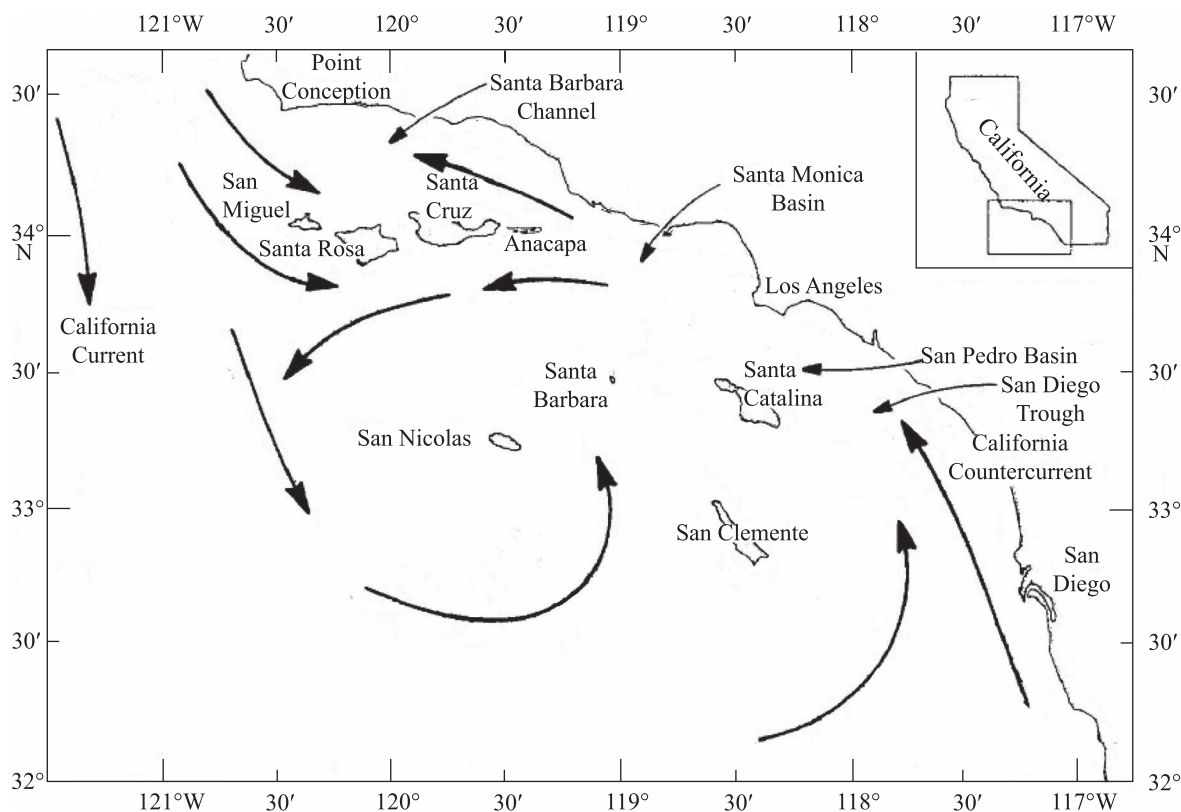 121°W 30′ 120° 30′ 119° 30′ 118° 30′ 117°W
30′
34°
N
30′
33°
30′
32°
Point
Conception
Santa Barbara
Channel
San
Miguel
Santa
Cruz
Santa Monica
Basin
Santa Rosa
Anacapa
California
Los Angeles
California
Current
Santa
Barbara
Santa
Catalina
San Pedro Basin
San Diego
Trough
San Nicolas
California
Countercurrent
San Clemente
San
Diego
30′
34°
N
30′
33°
30′
32°
121°W 30′ 120° 30′ 119° 30′ 118° 30′ 117°W